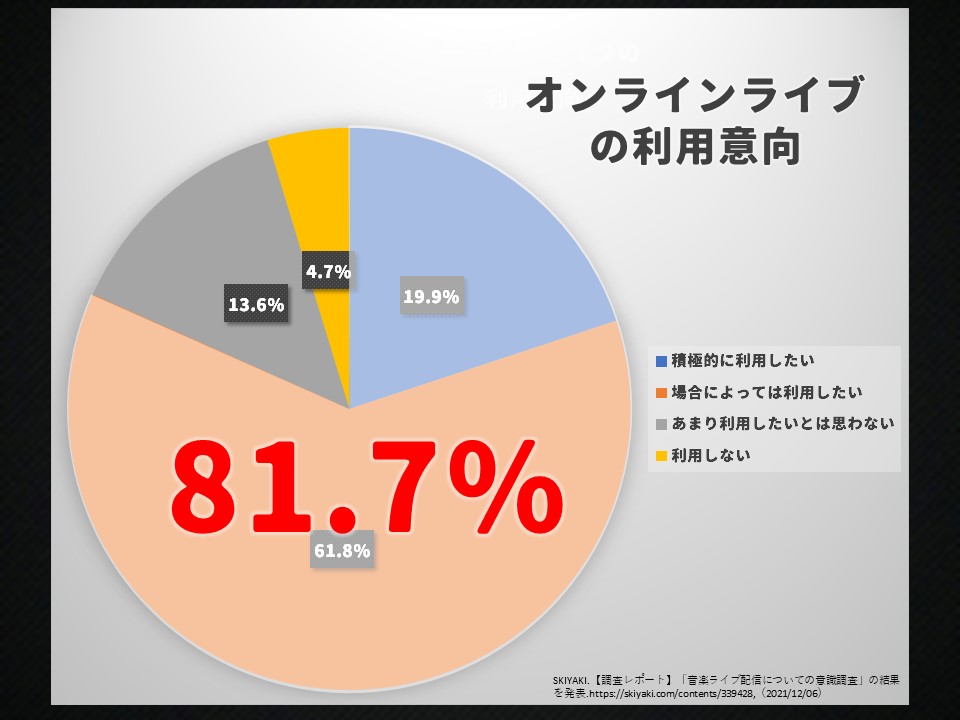 オンラインライブ
の利用意向
4.7%
19.9%
13.6%
積極的に利用したい
場合によっては利用したい
あまり利用したいとは思わない
利用しない
81.7%
61.8%
SKIYAKI.【調査レポート】「音楽ライブ配信についての意識調査」の結果
を発表.https://skiyaki.com/contents/339428,（2021/12/06）